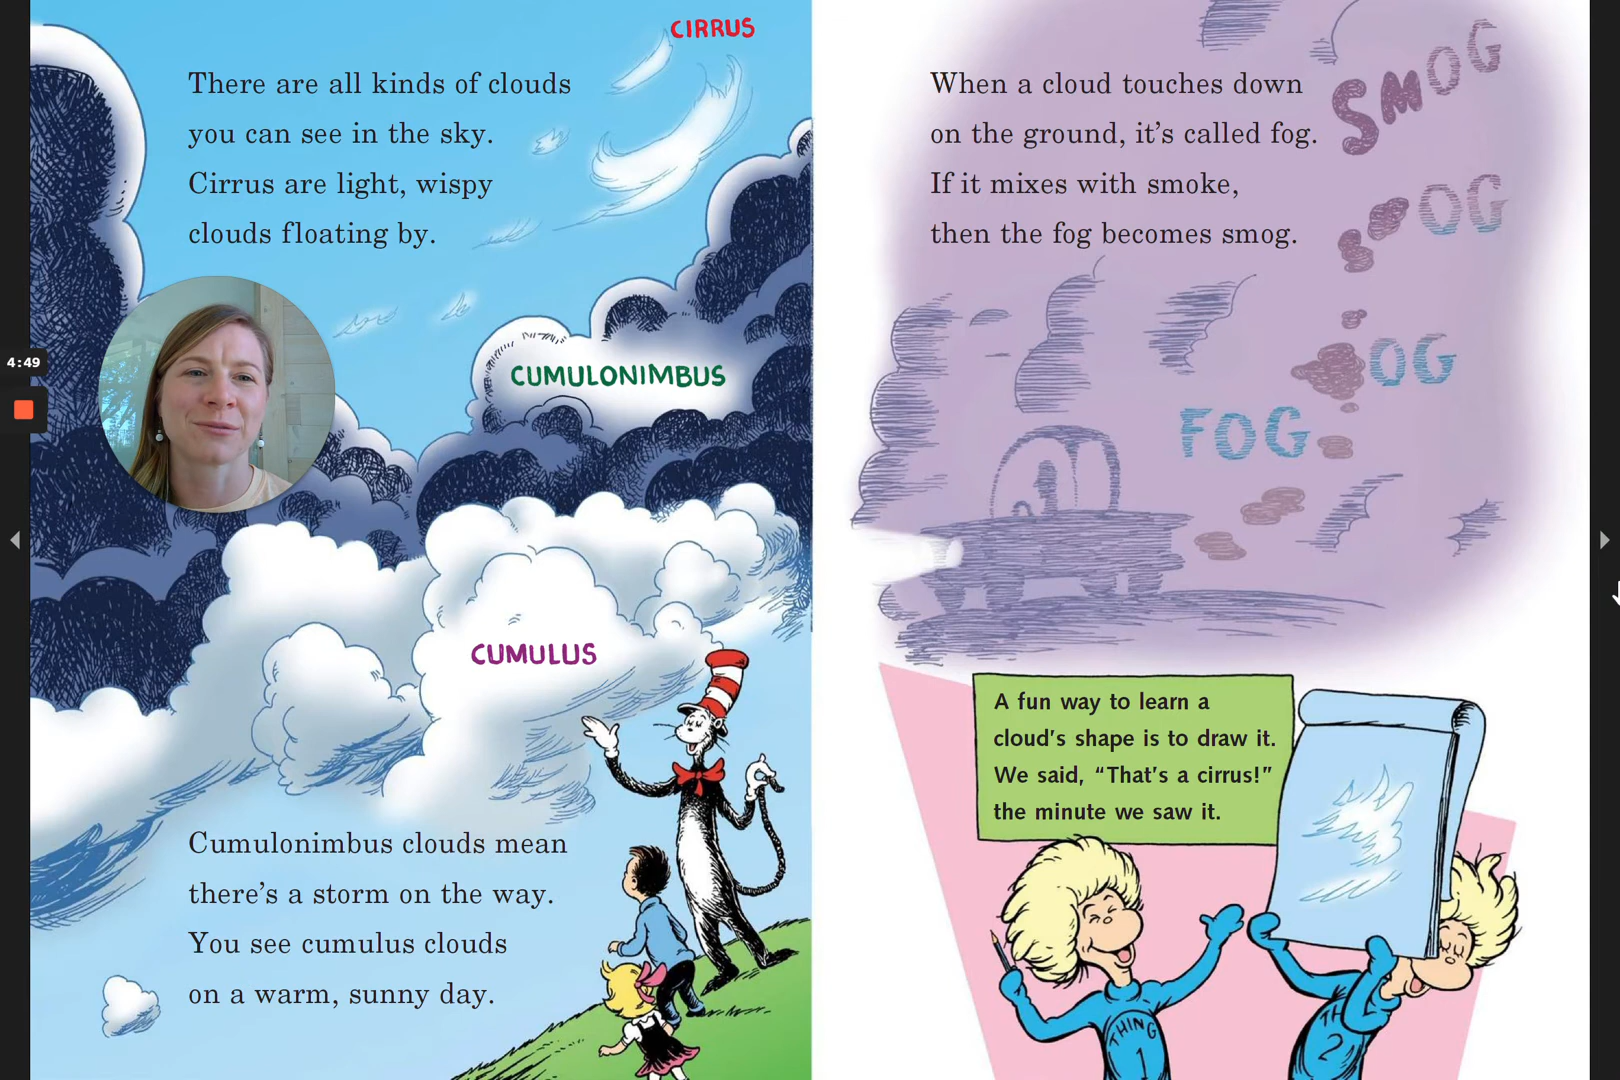 CIRRUS
There are all kinds of clouds
you can see in the sky.
Cirrus are light, wispy
clouds floating by.
4:49
CUMULONIMBUS
CUMULUS
Cumulonimbus clouds mean
there's a storm on the way.
You see cumulus clouds
on a warm, sunny day.
When a cloud touches down
on the ground, it's called fog.
If it mixes with smoke,
then the fog becomes smog.
SMOG
OG
OG
FOG
A fun way to learn a
cloud's shape is to draw it.
We said, “That's a cirrus!”
the minute we saw it.
THING
1
TH
2